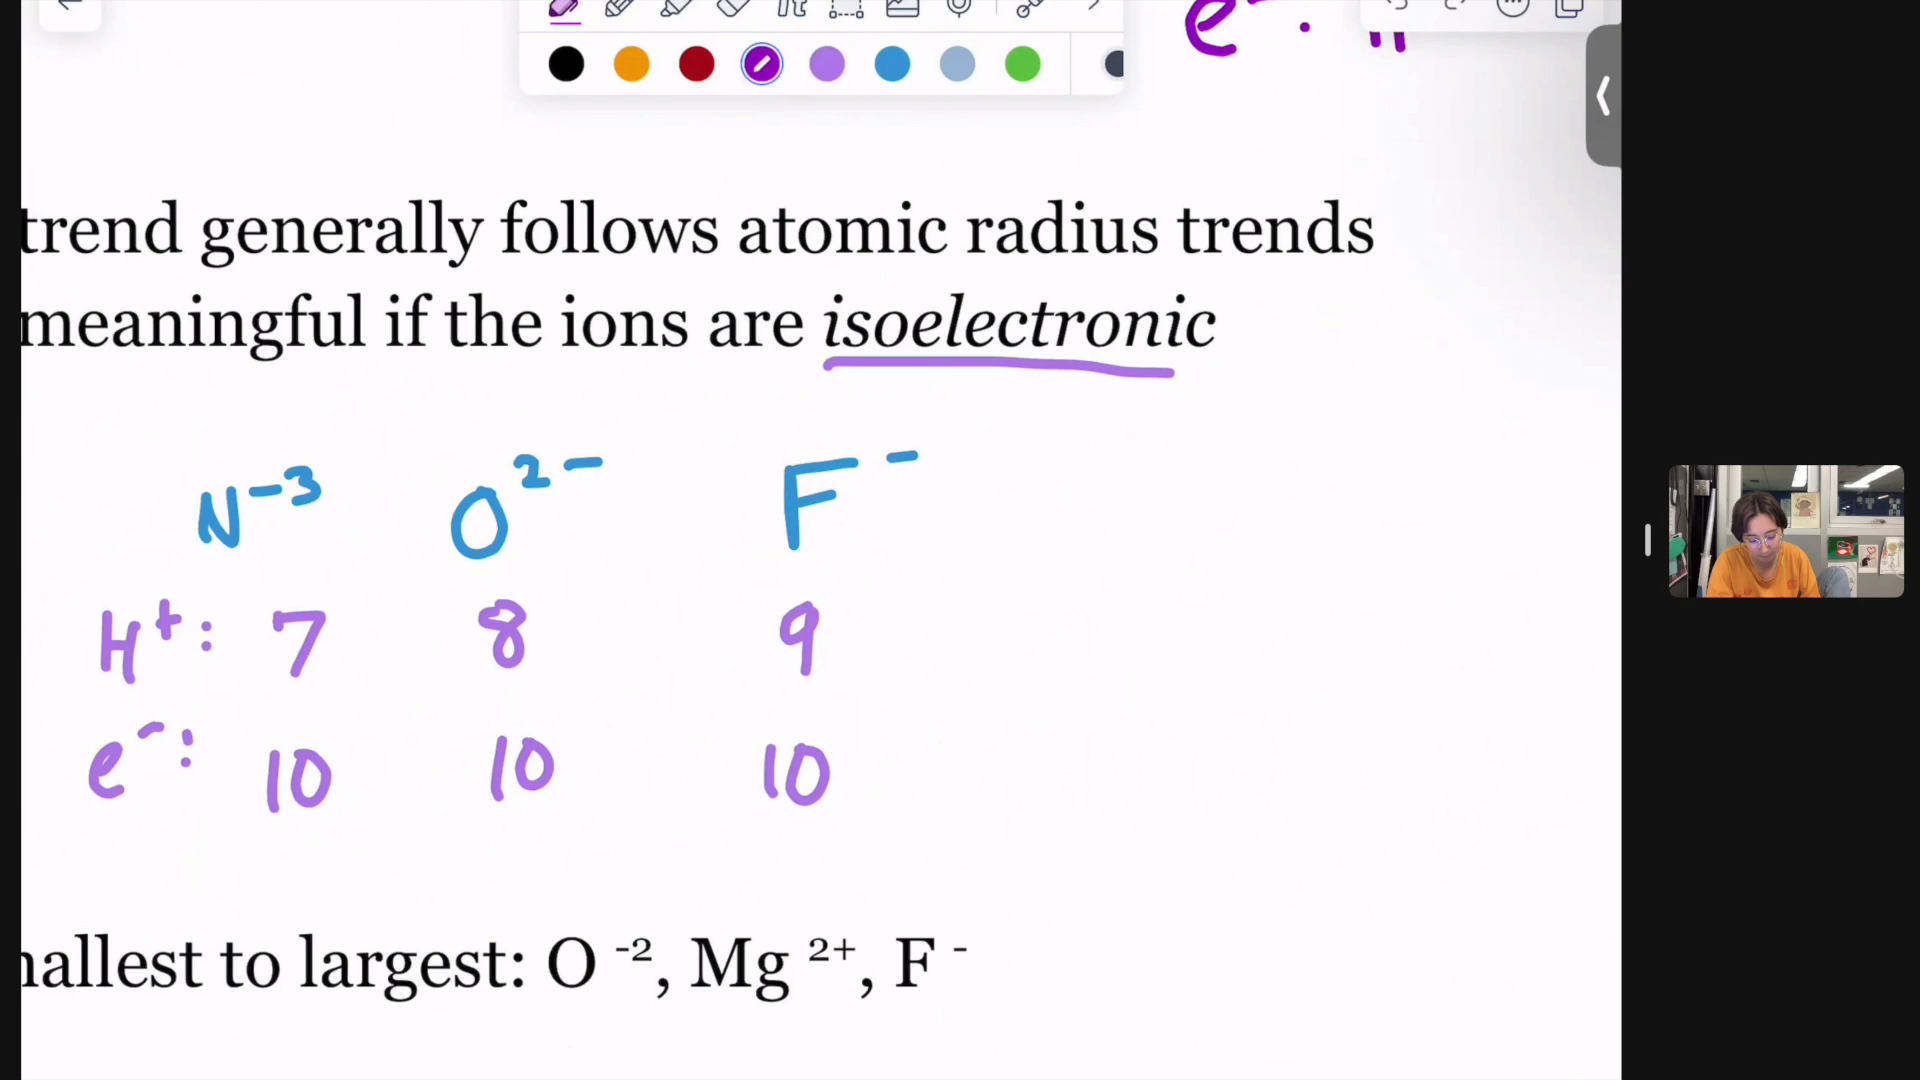 e
trend generally follows atomic radius trends
meaningful if the ions are isoelectronic
N⁻³ O²⁻ F⁻
H⁺: 7 8 9
e⁻: 10 10 10
to largest: O ⁻², Mg ²⁺, F ⁻